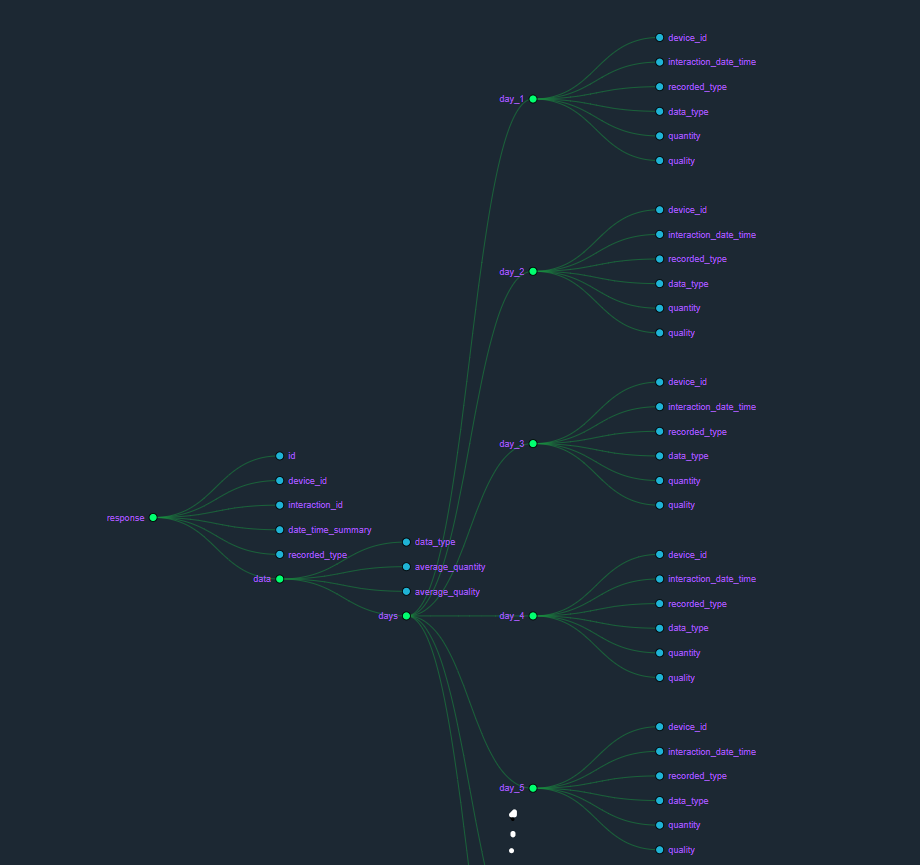 response
id
device_id
interaction_id
date_time_summary
recorded_type
data
data_type
average_quantity
average_quality
days
day_1
device_id
interaction_date_time
recorded_type
data_type
quantity
quality
day_2
device_id
interaction_date_time
recorded_type
data_type
quantity
quality
day_3
device_id
interaction_date_time
recorded_type
data_type
quantity
quality
day_4
device_id
interaction_date_time
recorded_type
data_type
quantity
quality
day_5
device_id
interaction_date_time
recorded_type
data_type
quantity
quality